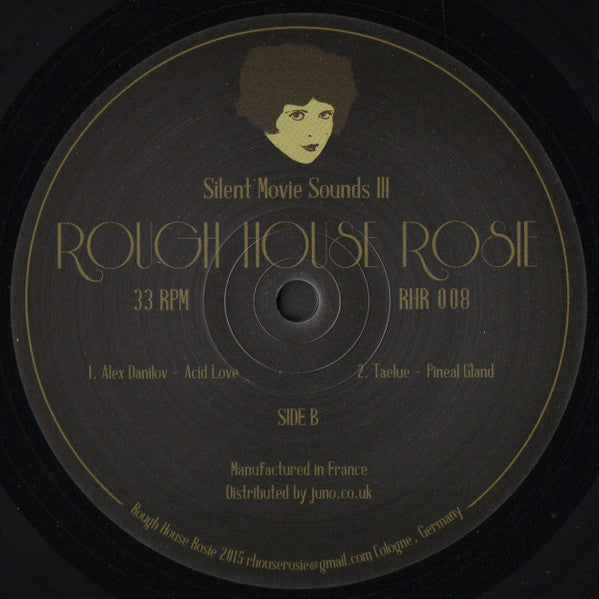 Silent Movie Sounds III
ROUGH HOUSE ROSIE
33 RPM RHR 008
1. Alex Danilov - Acid Love 2. Taelue - Pineal Gland
SIDE B
Manufactured in France
Distributed by juno.co.uk
Rough House Rosie 2015 rhouserosie@gmail.com Cologne, Germany